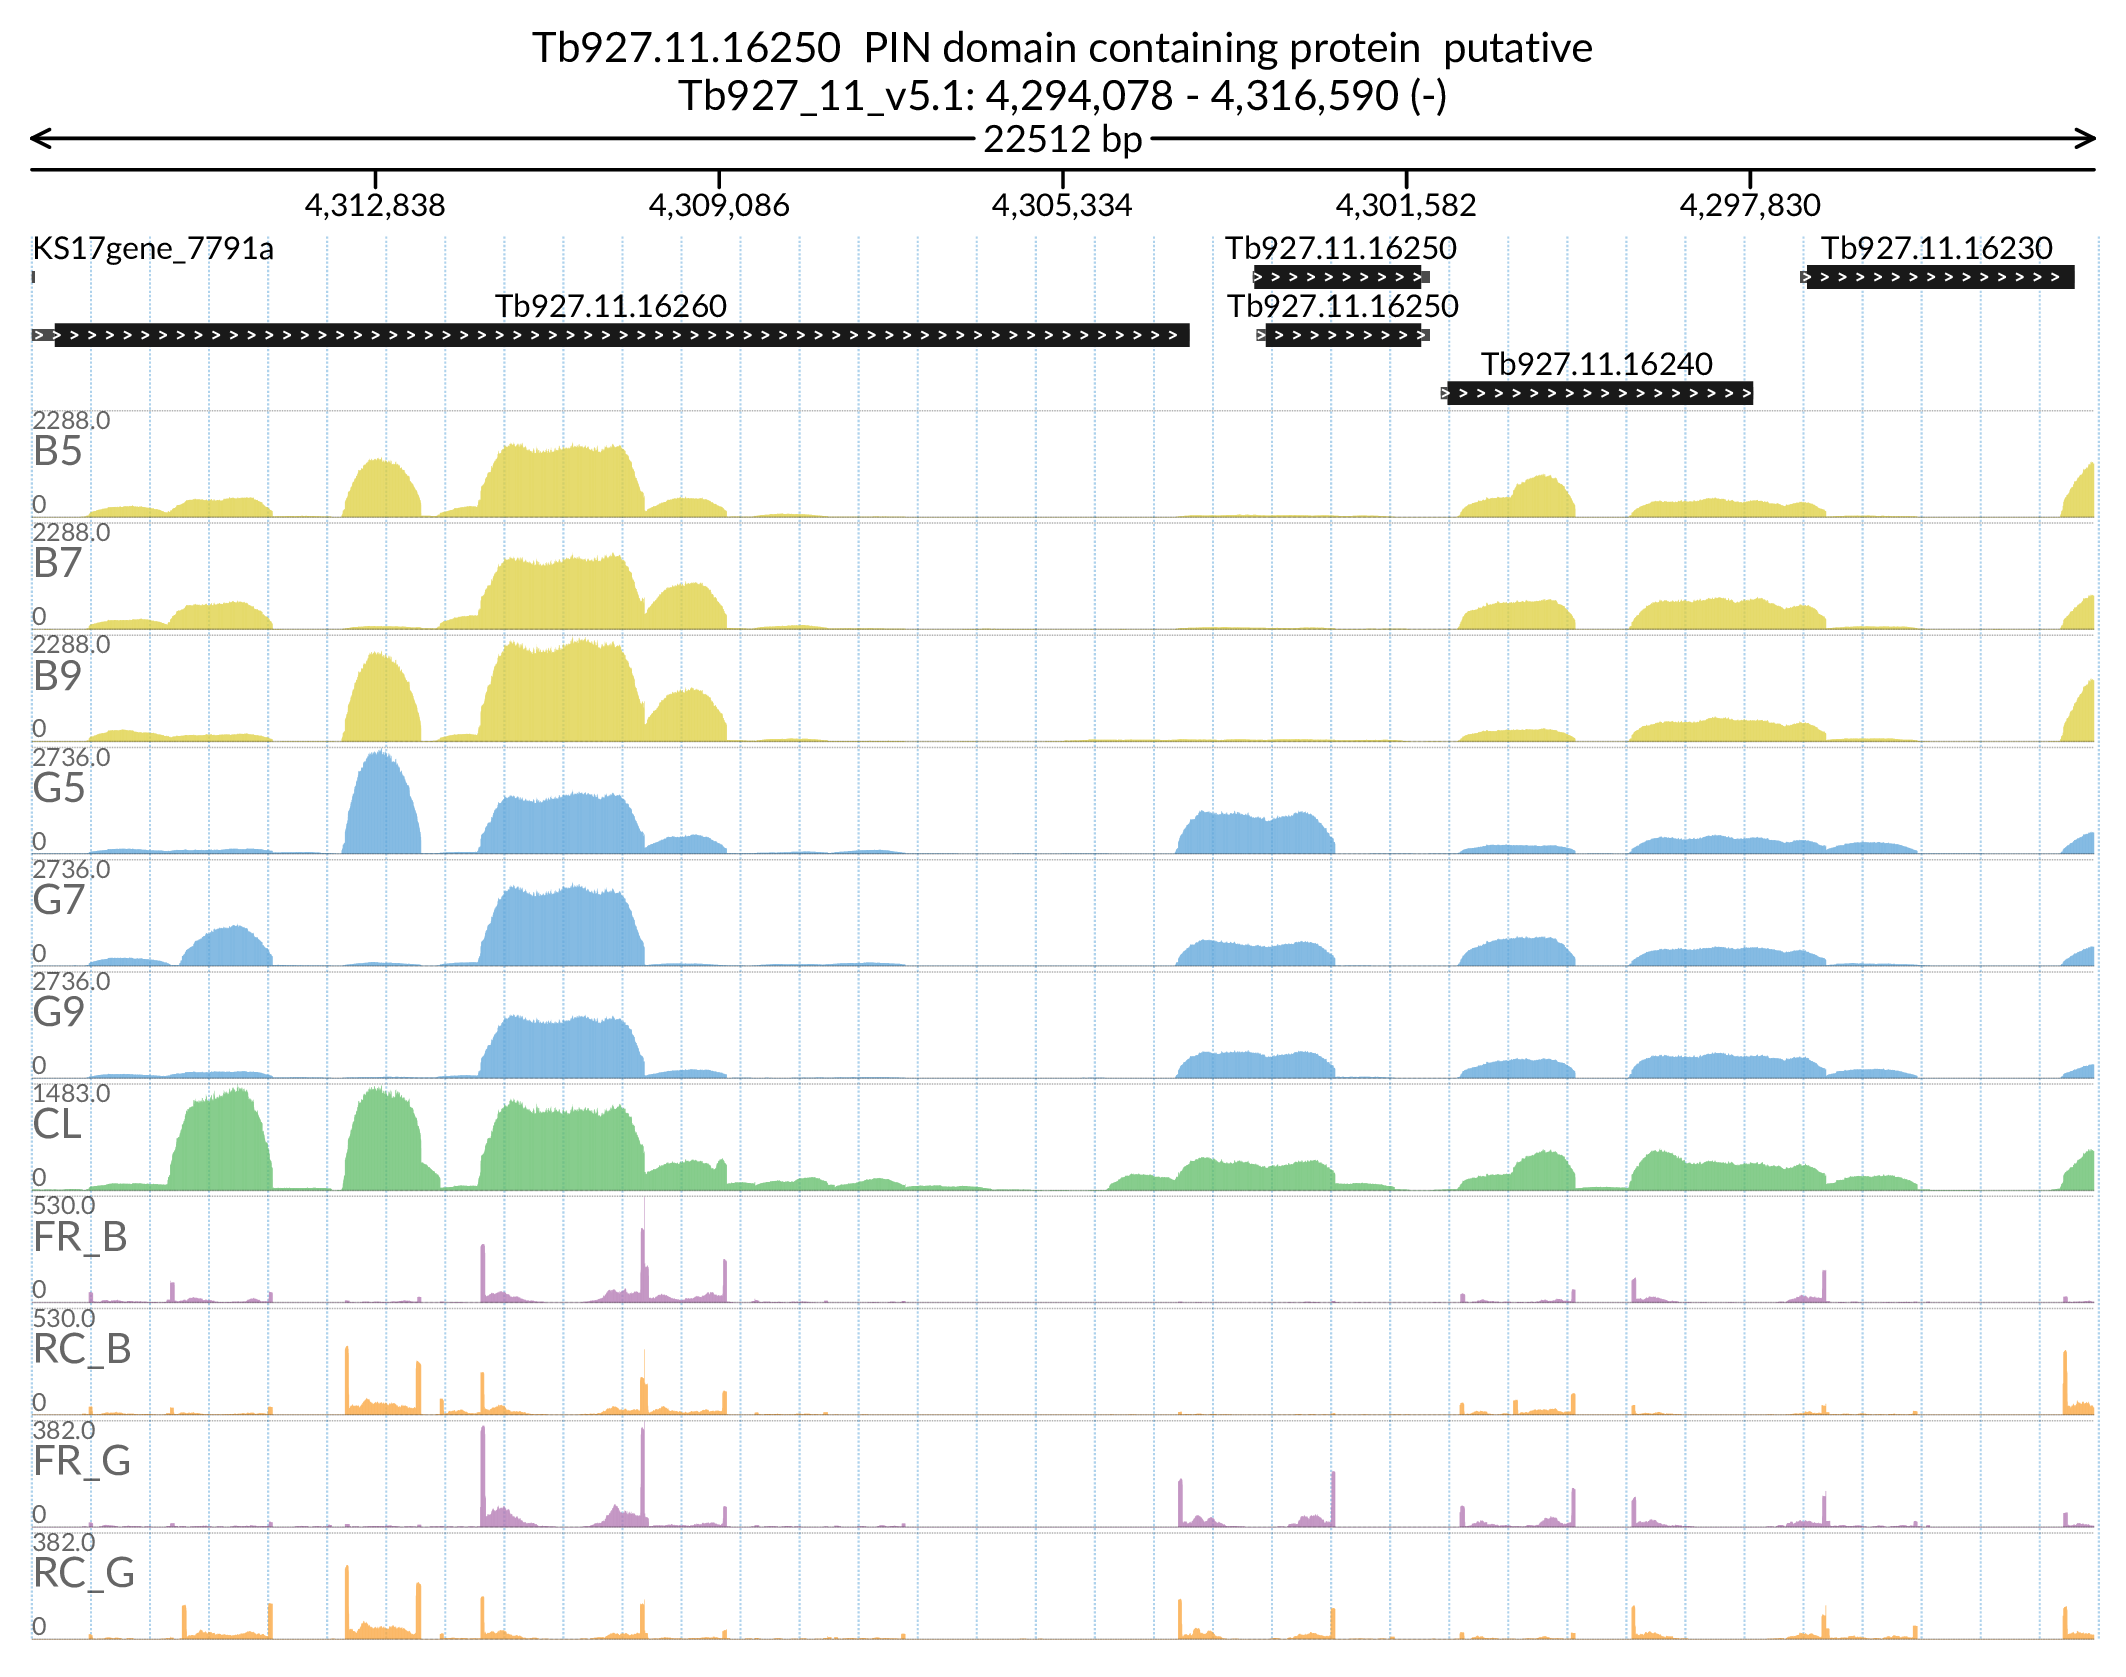 Tb927.11.16250  PIN domain containing protein  putative
Tb927_11_v5.1: 4,294,078 - 4,316,590 (-)
22512 bp
4,312,838 4,309,086 4,305,334 4,301,582 4,297,830
KS17gene_7791a Tb927.11.16250 Tb927.11.16230
Tb927.11.16260 Tb927.11.16250
Tb927.11.16240
2288.0
B5
0
2288.0
B7
0
2288.0
B9
0
2736.0
G5
0
2736.0
G7
0
2736.0
G9
0
1483.0
CL
0
530.0
FR_B
0
530.0
RC_B
0
382.0
FR_G
0
382.0
RC_G
0